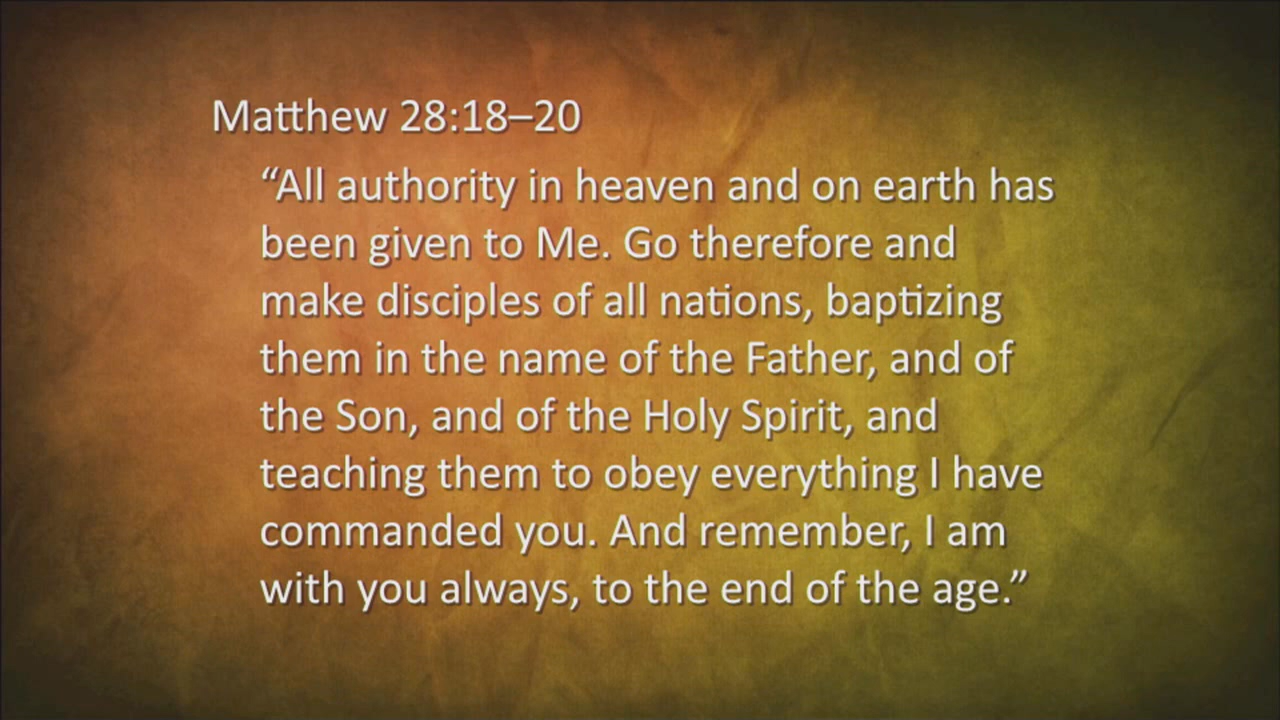 Matthew 28:18–20
“All authority in heaven and on earth has
been given to Me. Go therefore and
make disciples of all nations, baptizing
them in the name of the Father, and of
the Son, and of the Holy Spirit, and
teaching them to obey everything I have
commanded you. And remember, I am
with you always, to the end of the age.”